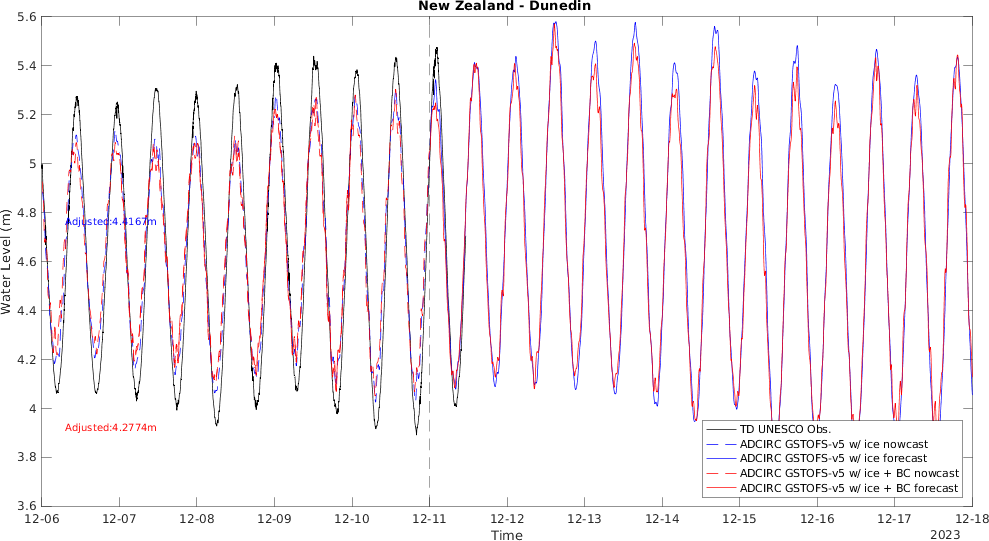 New Zealand - Dunedin
5.6
5.4
5.2
5
4.8
4.6
4.4
4.2
4
3.8
3.6
Water Level (m)
Adjusted:4.4167m
Adjusted:4.2774m
TD UNESCO Obs.
ADCIRC GSTOFS-v5 w/ ice nowcast
ADCIRC GSTOFS-v5 w/ ice forecast
ADCIRC GSTOFS-v5 w/ ice + BC nowcast
ADCIRC GSTOFS-v5 w/ ice + BC forecast
12-06 12-07 12-08 12-09 12-10 12-11 12-12 12-13 12-14 12-15 12-16 12-17 12-18
Time
2023